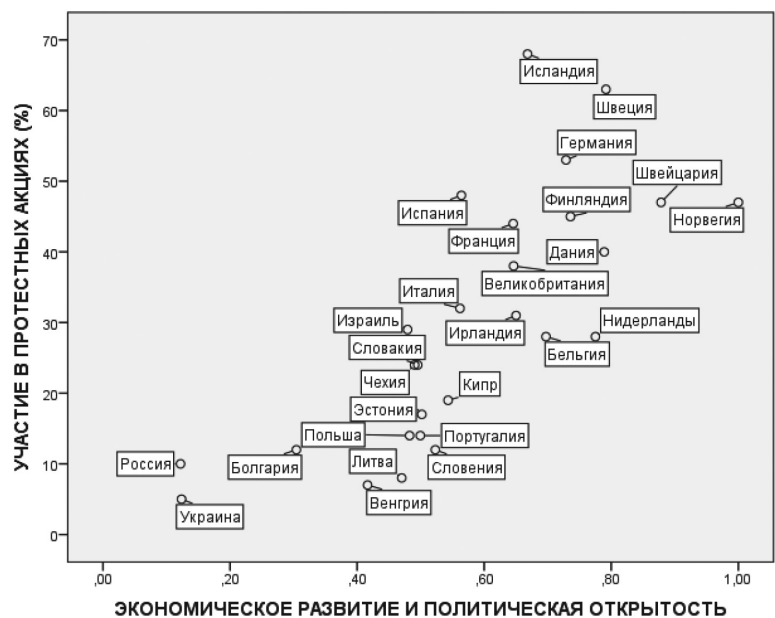 УЧАСТИЕ В ПРОТЕСТНЫХ АКЦИЯХ (%)
70
Исландия
60
Швеция
Германия
50
Швейцария
Испания
Финляндия
Норвегия
Франция
40
Дания
Великобритания
Италия
30
Израиль
Ирландия
Нидерланды
Словакия
Бельгия
20
Чехия
Кипр
Эстония
Польша
Португалия
10
Россия
Болгария
Литва
Словения
Украина
Венгрия
0
,00
,20
,40
,60
,80
1,00
ЭКОНОМИЧЕСКОЕ РАЗВИТИЕ И ПОЛИТИЧЕСКАЯ ОТКРЫТОСТЬ